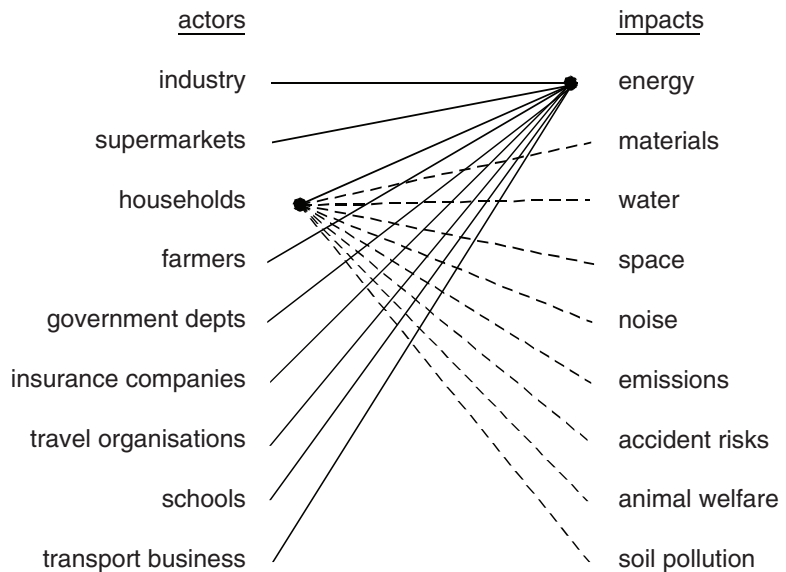 actors impacts
industry energy
supermarkets materials
households water
farmers space
government depts noise
insurance companies emissions
travel organisations accident risks
schools animal welfare
transport business soil pollution